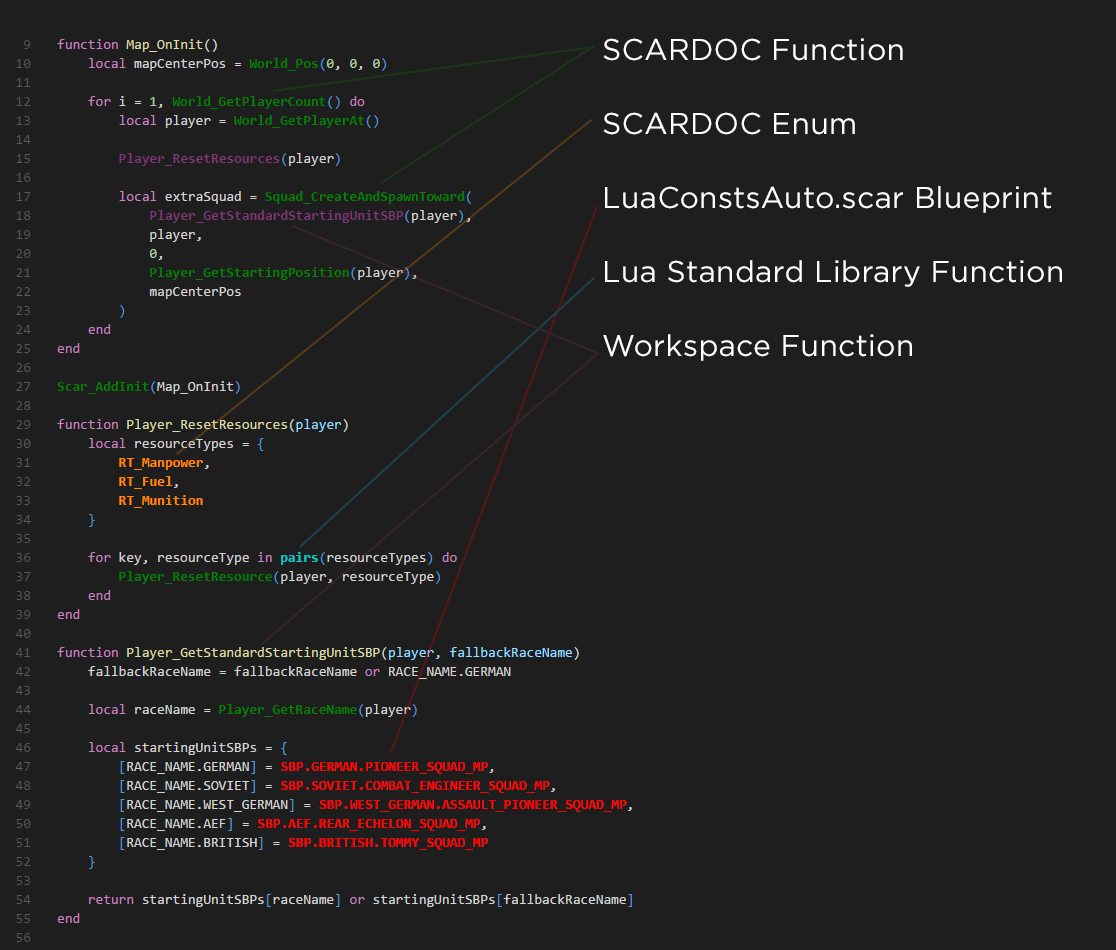 9 function Map_OnInit()
10 local mapCenterPos = World_Pos(0, 0, 0)
11
12 for i = 1, World_GetPlayerCount() do
13 local player = World_GetPlayerAt()
14
15 Player_ResetResources(player)
16
17 local extraSquad = Squad_CreateAndSpawnToward(
18 Player_GetStandardStartingUnitSBP(player),
19 player,
20 0,
21 Player_GetStartingPosition(player),
22 mapCenterPos
23 )
24 end
25 end
26
27 Scar_AddInit(Map_OnInit)
28
29 function Player_ResetResources(player)
30 local resourceTypes = {
31 RT_Manpower,
32 RT_Fuel,
33 RT_Munition
34 }
35
36 for key, resourceType in pairs(resourceTypes) do
37 Player_ResetResource(player, resourceType)
38 end
39 end
40
41 function Player_GetStandardStartingUnitSBP(player, fallbackRaceName)
42 fallbackRaceName = fallbackRaceName or RACE_NAME.GERMAN
43
44 local raceName = Player_GetRaceName(player)
45
46 local startingUnitSBPs = {
47 [RACE_NAME.GERMAN] = SBP.GERMAN.PIONEER_SQUAD_MP,
48 [RACE_NAME.SOVIET] = SBP.SOVIET.COMBAT_ENGINEER_SQUAD_MP,
49 [RACE_NAME.WEST_GERMAN] = SBP.WEST_GERMAN.ASSAULT_PIONEER_SQUAD_MP,
50 [RACE_NAME.AEF] = SBP.AEF.REAR_ECHELON_SQUAD_MP,
51 [RACE_NAME.BRITISH] = SBP.BRITISH.TOMMY_SQUAD_MP
52 }
53
54 return startingUnitSBPs[raceName] or startingUnitSBPs[fallbackRaceName]
55 end
56
SCARDOC Function
SCARDOC Enum
LuaConstsAuto.scar Blueprint
Lua Standard Library Function
Workspace Function